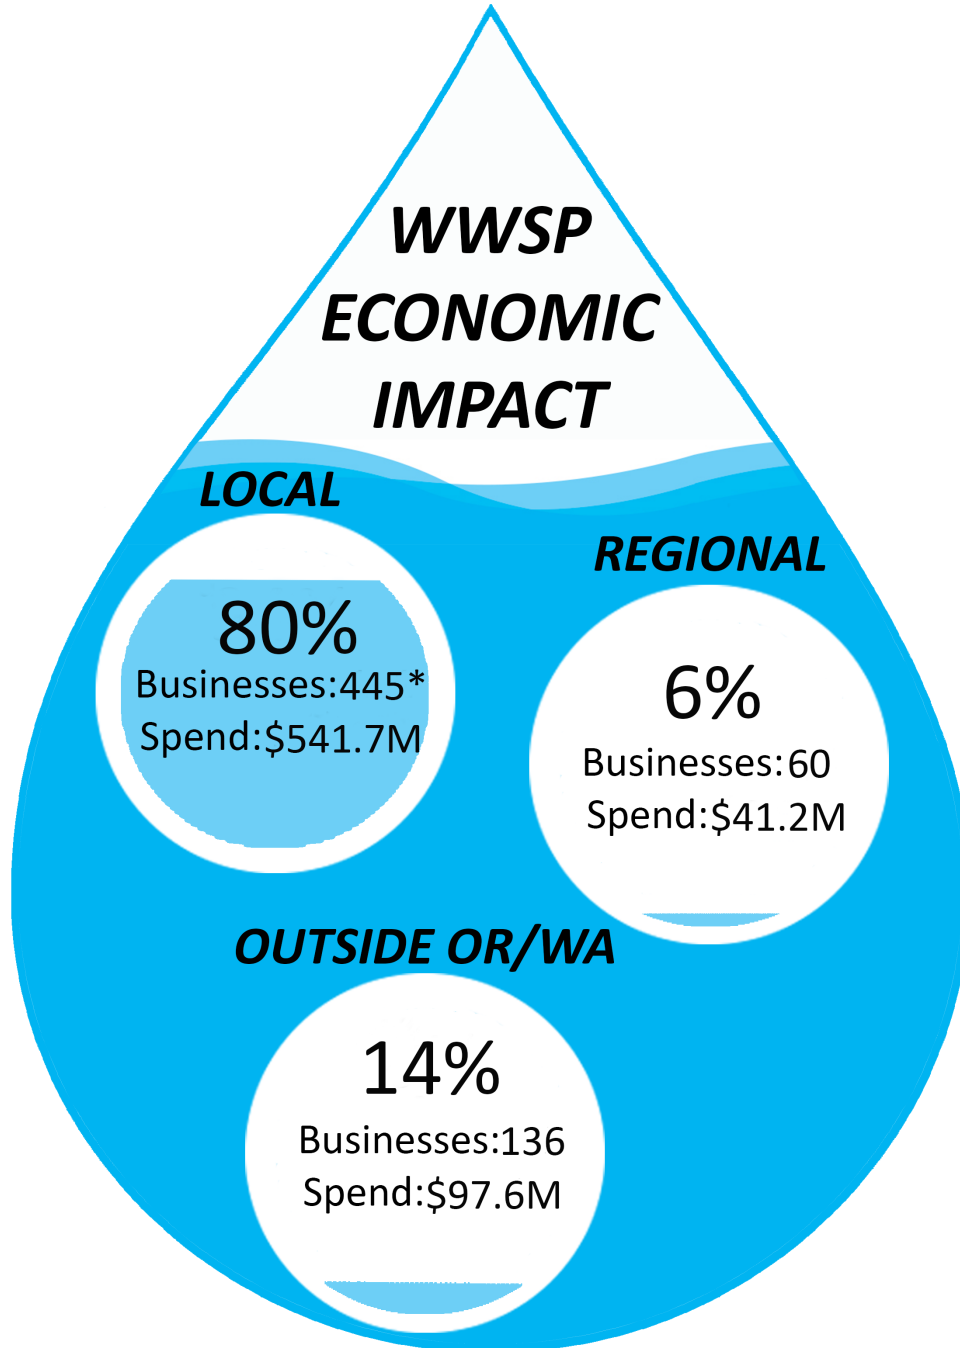 WWSP
ECONOMIC
IMPACT
LOCAL
80%
Businesses:445*
Spend:$541.7M
REGIONAL
6%
Businesses:60
Spend:$41.2M
OUTSIDE OR/WA
14%
Businesses:136
Spend:$97.6M